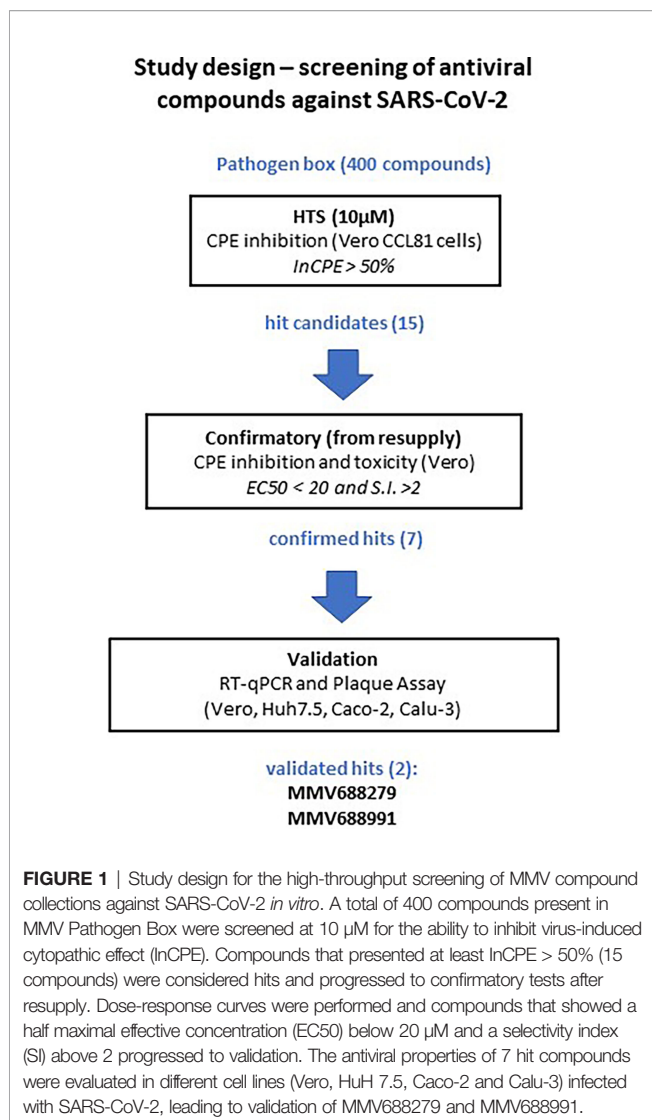 Study design – screening of antiviral
compounds against SARS-CoV-2
Pathogen box (400 compounds)
HTS (10µM)
CPE inhibition (Vero CCL81 cells)
InCPE > 50%
hit candidates (15)
Confirmatory (from resupply)
CPE inhibition and toxicity (Vero)
EC50 < 20 and S.I. >2
confirmed hits (7)
Validation
RT-qPCR and Plaque Assay
(Vero, Huh7.5, Caco-2, Calu-3)
validated hits (2):
MMV688279
MMV688991
FIGURE 1 | Study design for the high-throughput screening of MMV compound
collections against SARS-CoV-2 in vitro. A total of 400 compounds present in
MMV Pathogen Box were screened at 10 µM for the ability to inhibit virus-induced
cytopathic effect (InCPE). Compounds that presented at least InCPE > 50% (15
compounds) were considered hits and progressed to confirmatory tests after
resupply. Dose-response curves were performed and compounds that showed a
half maximal effective concentration (EC50) below 20 µM and a selectivity index
(SI) above 2 progressed to validation. The antiviral properties of 7 hit compounds
were evaluated in different cell lines (Vero, HuH 7.5, Caco-2 and Calu-3) infected
with SARS-CoV-2, leading to validation of MMV688279 and MMV688991.